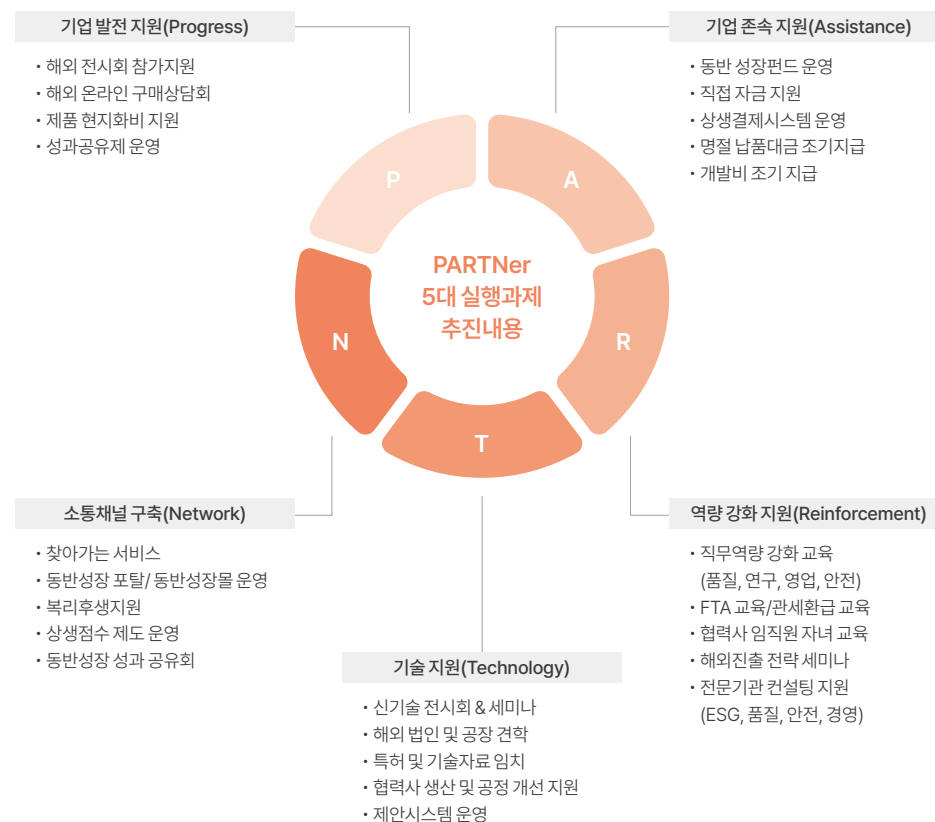 기업 발전 지원(Progress)
• 해외 전시회 참가지원
• 해외 온라인 구매상담회
• 제품 현지화비 지원
• 성과공유제 운영
기업 존속 지원(Assistance)
• 동반 성장펀드 운영
• 직접 자금 지원
• 상생결제시스템 운영
• 명절 납품대금 조기지급
• 개발비 조기 지급
P
A
R
T
N
PARTNer
5대 실행과제
추진내용
소통채널 구축(Network)
• 찾아가는 서비스
• 동반성장 포탈/ 동반성장몰 운영
• 복리후생지원
• 상생점수 제도 운영
• 동반성장 성과 공유회
기술 지원(Technology)
• 신기술 전시회 & 세미나
• 해외 법인 및 공장 견학
• 특허 및 기술자료 임치
• 협력사 생산 및 공정 개선 지원
• 제안시스템 운영
역량 강화 지원(Reinforcement)
• 직무역량 강화 교육
(품질, 연구, 영업, 안전)
• FTA 교육/관세환급 교육
• 협력사 임직원 자녀 교육
• 해외진출 전략 세미나
• 전문기관 컨설팅 지원
(ESG, 품질, 안전, 경영)